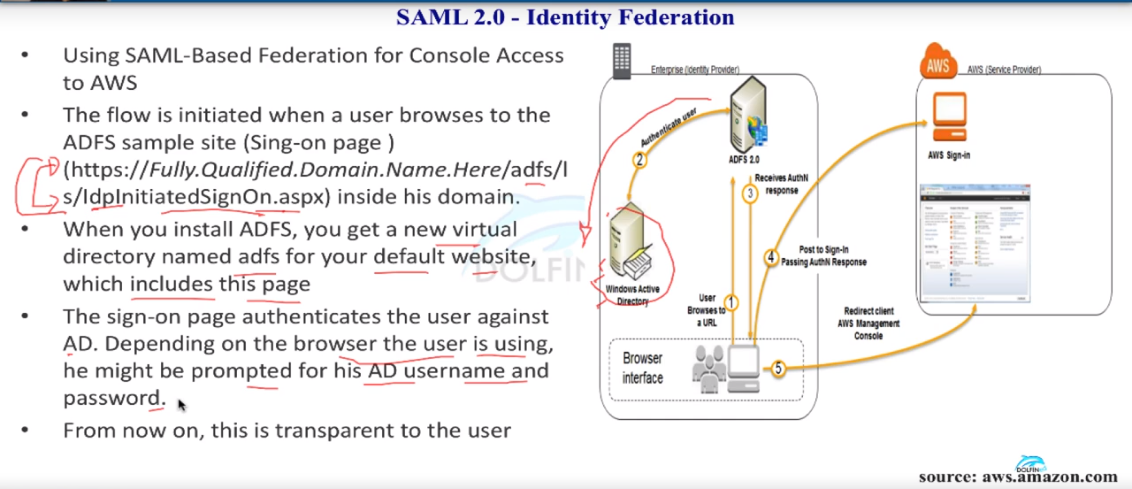 SAML 2.0 - Identity Federation
• Using SAML-Based Federation for Console Access
to AWS
• The flow is initiated when a user browses to the
ADFS sample site (Sing-on page )
(https://Fully.Qualified.Domain.Name.Here/adfs/l
s/IdpInitiatedSignOn.aspx) inside his domain.
• When you install ADFS, you get a new virtual
directory named adfs for your default website,
which includes this page
• The sign-on page authenticates the user against
AD. Depending on the browser the user is using,
he might be prompted for his AD username and
password.
• From now on, this is transparent to the user
Enterprise (Identity Provider)
Authenticate user
2
ADFS 2.0
3
Receives AuthN
response
Windows Active
Directory
User
Browses to
a URL
1
Browser
interface
4
Post to Sign-In
Passing AuthN Response
Redirect client
AWS Management
Console
5
AWS
AWS (Service Provider)
AWS Sign-in
DOLFIN
DOLFIN
source: aws.amazon.com